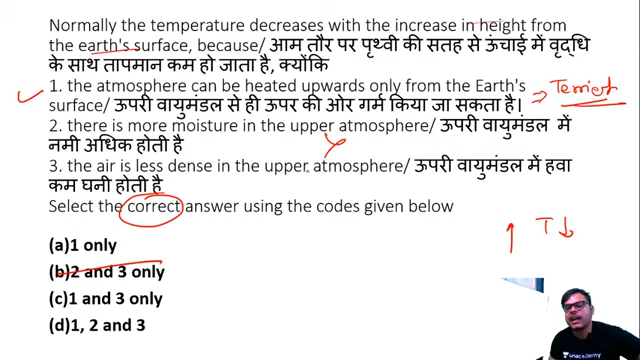 Normally the temperature decreases with the increase in height from
the earth's surface, because/ आम तौर पर पृथ्वी की सतह से ऊंचाई में वृद्धि
के साथ तापमान कम हो जाता है, क्योंकि
1. the atmosphere can be heated upwards only from the Earth's
surface/ ऊपरी वायुमंडल से ही ऊपर की ओर गर्म किया जा सकता है।
2. there is more moisture in the upper atmosphere/ ऊपरी वायुमंडल में
नमी अधिक होती है
3. the air is less dense in the upper atmosphere/ ऊपरी वायुमंडल में हवा
कम घनी होती है
Select the correct answer using the codes given below
T
(a)1 only
(b)2 and 3 only
(c)1 and 3 only
(d)1, 2 and 3
unacademy